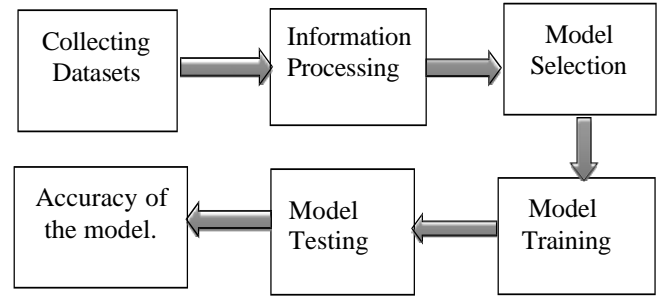 Collecting
Datasets
Information
Processing
Model
Selection
Model
Training
Model
Testing
Accuracy of
the model.